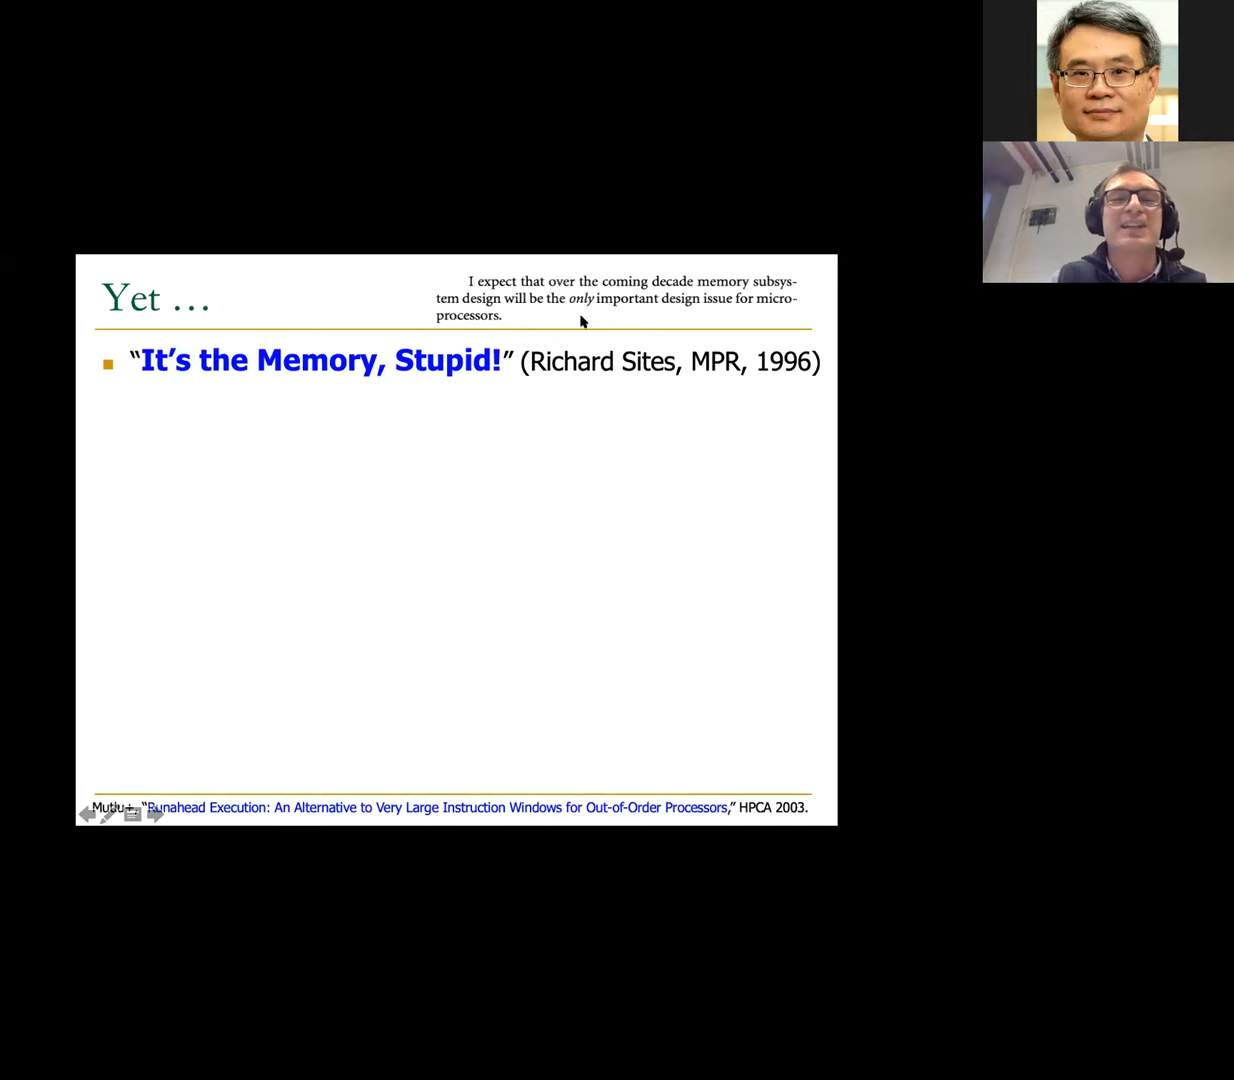 Yet …
I expect that over the coming decade memory subsys-
tem design will be the only important design issue for micro-
processors.
“It’s the Memory, Stupid!” (Richard Sites, MPR, 1996)
Mutlu+, “Runahead Execution: An Alternative to Very Large Instruction Windows for Out-of-Order Processors,” HPCA 2003.